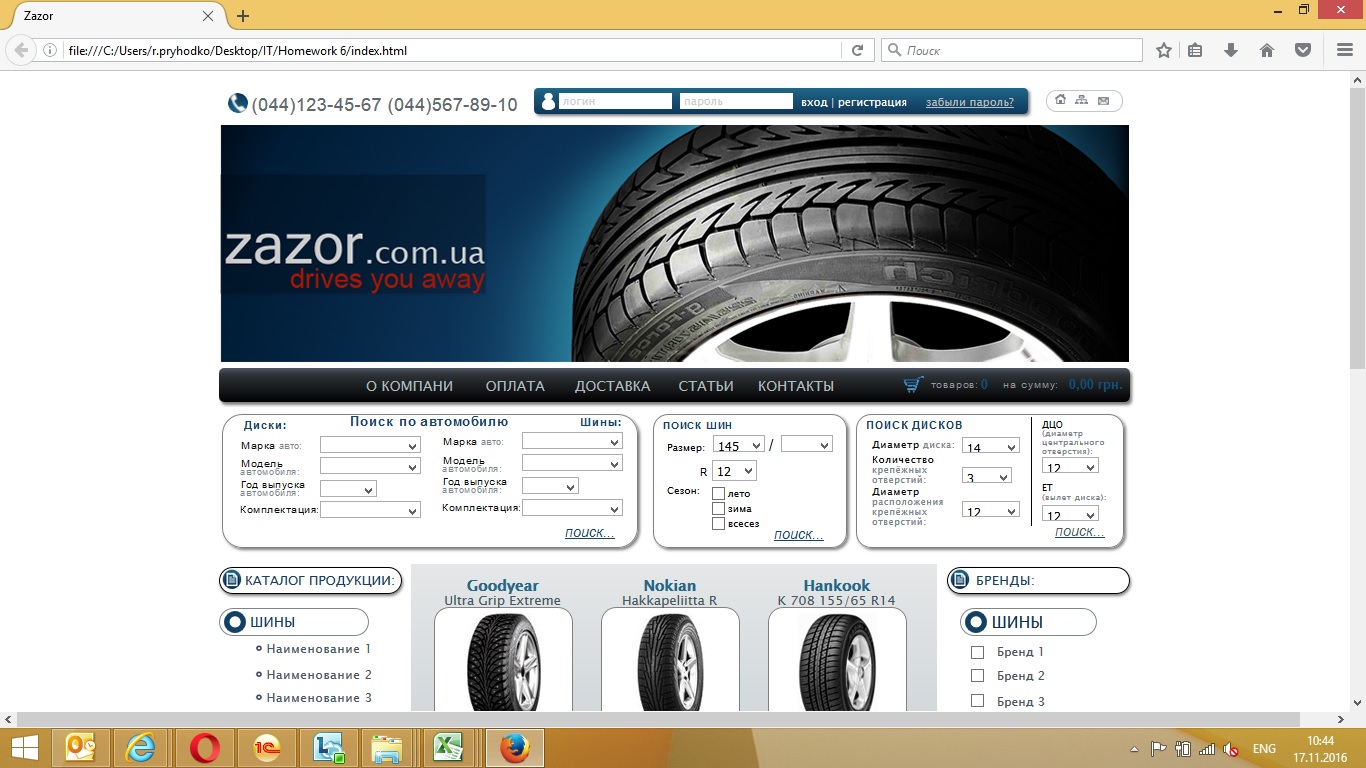 Zazor
file:///C:/Users/r.pryhodko/Desktop/IT/Homework 6/index.html
Поиск
(044)123-45-67 (044)567-89-10
логин
пароль
вход | регистрация
забыли пароль?
zazor.com.ua
drives you away
О КОМПАНИ
ОПЛАТА
ДОСТАВКА
СТАТЬИ
КОНТАКТЫ
товаров: 0
на сумму: 0,00 грн.
Диски:
Поиск по автомобилю
Шины:
Марка авто:
Модель
автомобиля:
Год выпуска
автомобиля:
Комплектация:
Марка авто:
Модель
автомобиля:
Год выпуска
автомобиля:
Комплектация:
поиск...
ПОИСК ШИН
Размер: 145 /
R 12
Сезон:
лето
зима
всесез
поиск...
ПОИСК ДИСКОВ
Диаметр диска: 14
Количество
крепёжных
отверстий: 3
Диаметр
расположения
крепёжных
отверстий: 12
ДЦО
(диаметр
центрального
отверстия):
12
ET
(вылет диска):
12
поиск...
КАТАЛОГ ПРОДУКЦИИ:
ШИНЫ
Наименование 1
Наименование 2
Наименование 3
Goodyear
Ultra Grip Extreme
Nokian
Hakkapeliitta R
Hankook
K 708 155/65 R14
БРЕНДЫ:
ШИНЫ
Бренд 1
Бренд 2
Бренд 3
ENG
10:44
17.11.2016